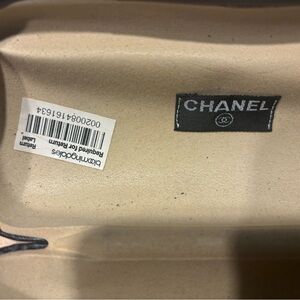 CHANEL
Return
Label
Required for Return
bloomingdales
0020084161634